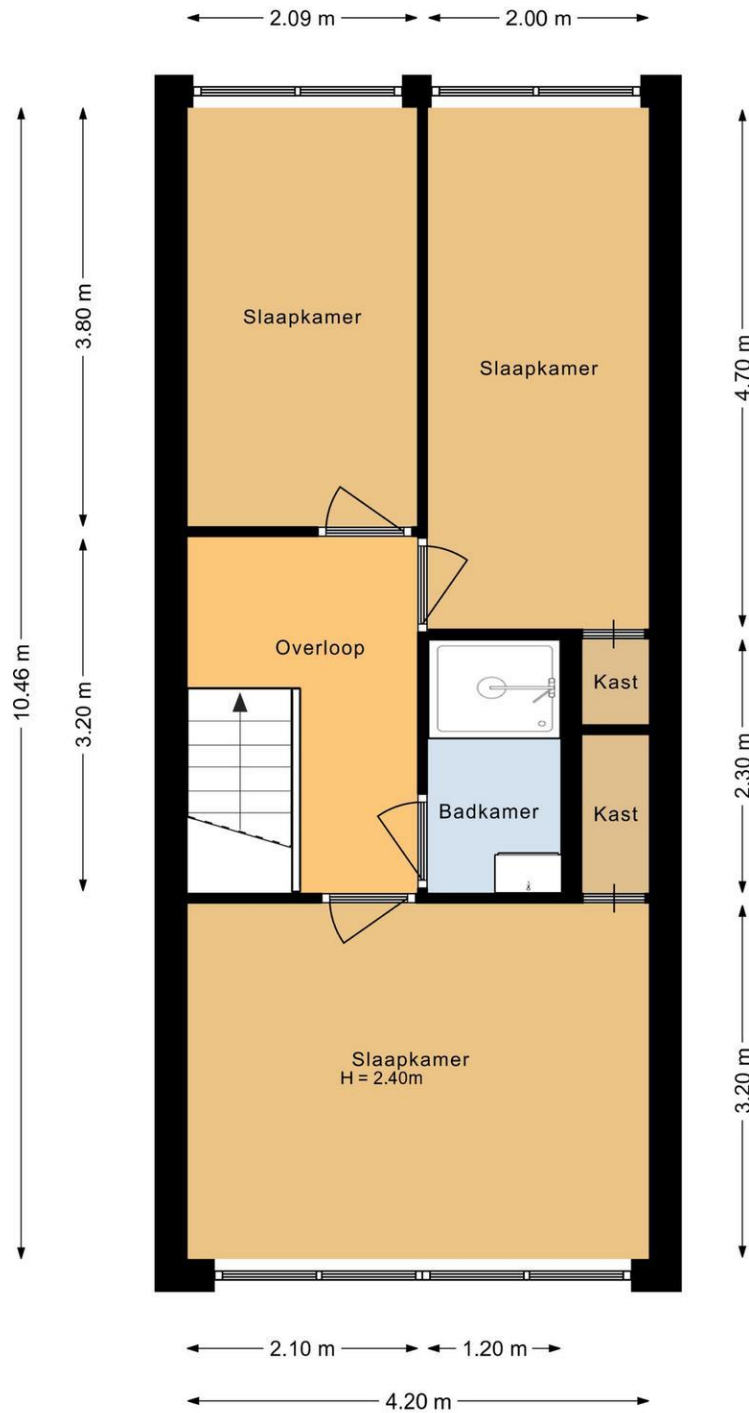 2.09 m
2.00 m
10.46 m
3.80 m
3.20 m
4.70 m
2.30 m
3.20 m
Slaapkamer
Slaapkamer
Overloop
Kast
Badkamer
Kast
Slaapkamer
H = 2.40m
2.10 m
1.20 m
4.20 m